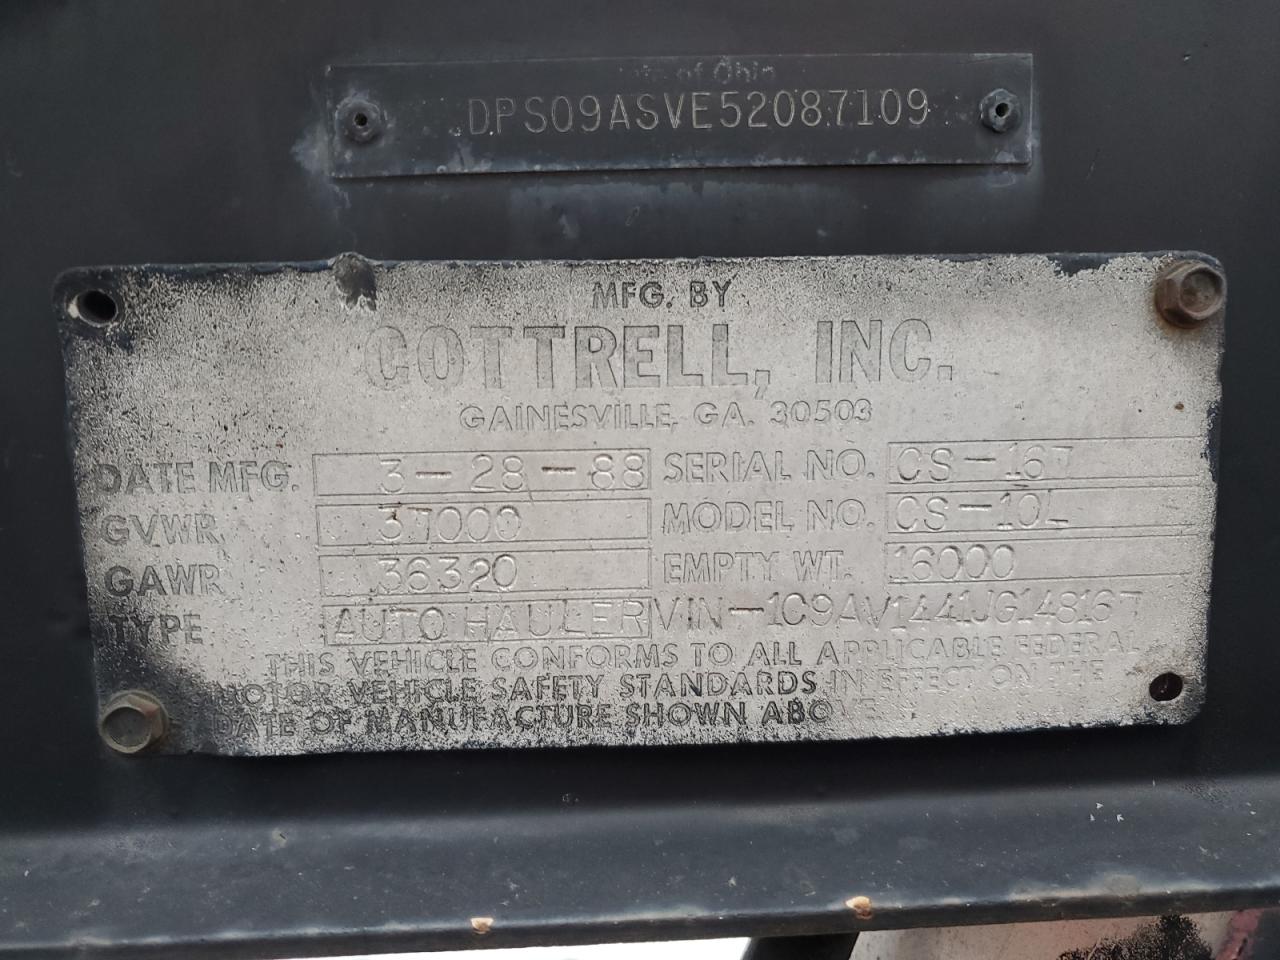 of Ohio
DPS09ASVE52087109
MFG. BY
COTTRELL, INC.
GAINESVILLE, GA. 30503
DATE MFG. 3-28-88 SERIAL NO. CS-167
GVWR 37000 MODEL NO. CS-10L
GAWR 36320 EMPTY WT. 16000
TYPE AUTO HAULER VIN-1C9AV1441JG148167
THIS VEHICLE CONFORMS TO ALL APPLICABLE FEDERAL
MOTOR VEHICLE SAFETY STANDARDS IN EFFECT ON THE
DATE OF MANUFACTURE SHOWN ABOVE